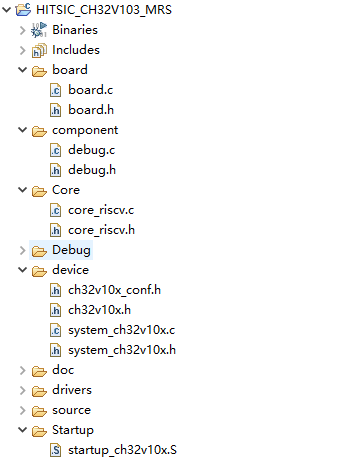 HITSIC_CH32V103_MRS
Binaries
Includes
board
board.c
board.h
component
debug.c
debug.h
Core
core_riscv.c
core_riscv.h
Debug
device
ch32v10x_conf.h
ch32v10x.h
system_ch32v10x.c
system_ch32v10x.h
doc
drivers
source
Startup
startup_ch32v10x.S